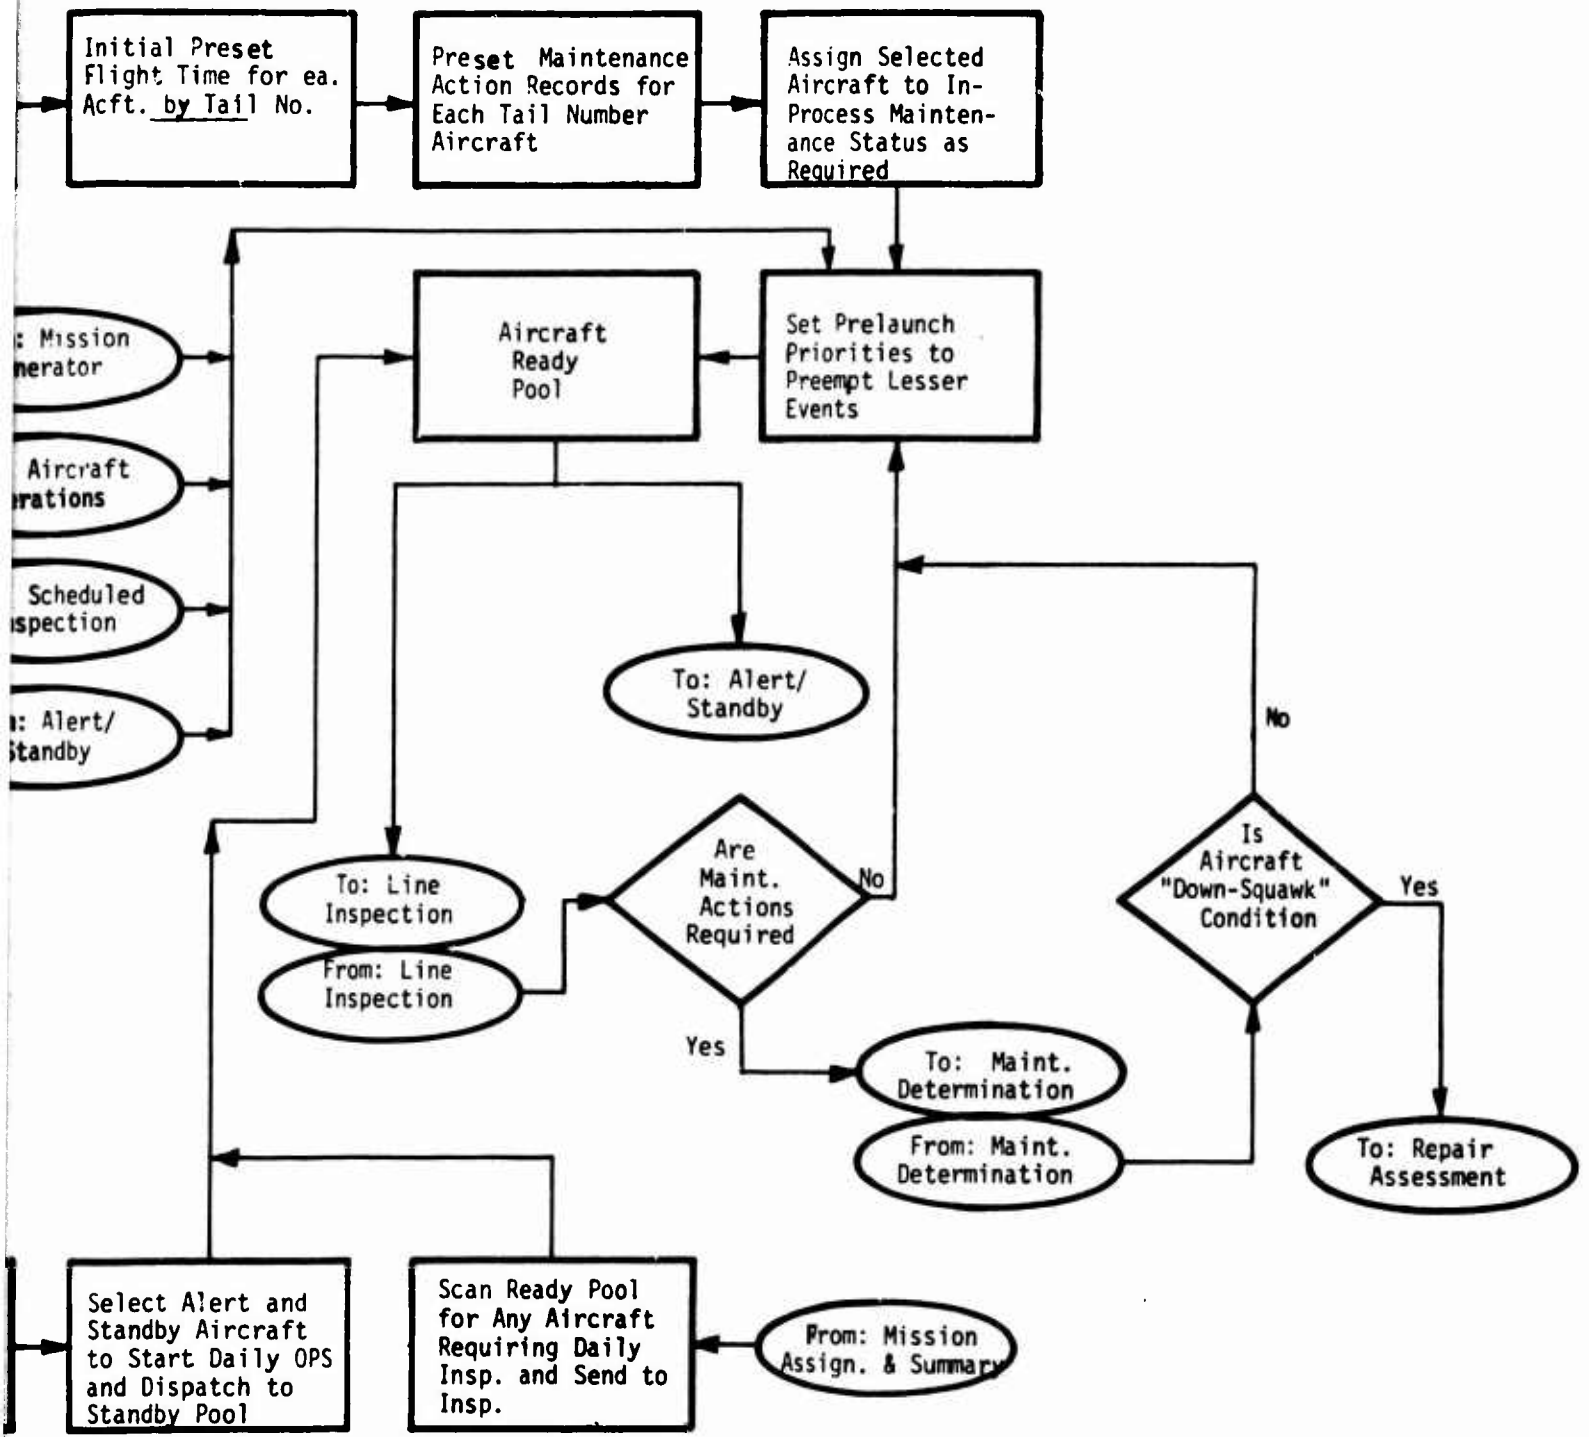 Initial Preset
Flight Time for ea.
Acft. by Tail No.
Preset Maintenance
Action Records for
Each Tail Number
Aircraft
Assign Selected
Aircraft to In-
Process Mainten-
ance Status as
Required
: Mission
nerator
Aircraft
erations
Scheduled
spection
: Alert/
Standby
Aircraft
Ready
Pool
Set Prelaunch
Priorities to
Preempt Lesser
Events
To: Alert/
Standby
No
To: Line
Inspection
From: Line
Inspection
Are
Maint.
Actions
Required
No
Yes
Is
Aircraft
"Down-Squawk"
Condition
Yes
To: Maint.
Determination
From: Maint.
Determination
To: Repair
Assessment
Select Alert and
Standby Aircraft
to Start Daily OPS
and Dispatch to
Standby Pool
Scan Ready Pool
for Any Aircraft
Requiring Daily
Insp. and Send to
Insp.
From: Mission
Assign. & Summary